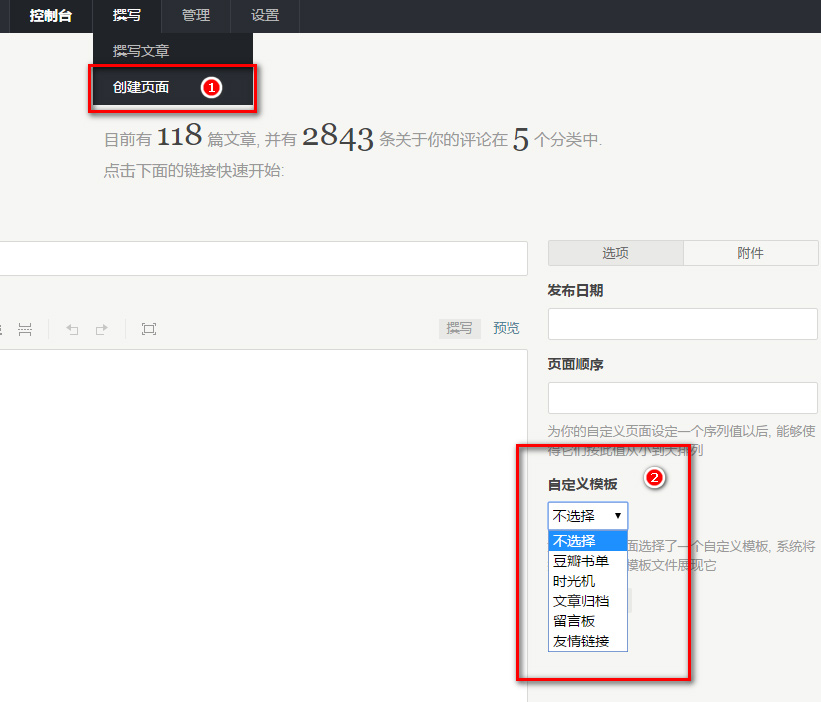 控制台 撰写 管理 设置
撰写文章
创建页面 1
目前有 118 篇文章, 并有 2843 条关于你的评论在 5 个分类中.
点击下面的链接快速开始:
选项 附件
发布日期
撰写 预览
页面顺序
为你的自定义页面设定一个序列值以后, 能够使
得它们按此值从小到大排列
自定义模板 2
不选择
不选择
面选择了一个自定义模板, 系统将
豆瓣书单
模板文件展现它
时光机
文章归档
留言板
友情链接